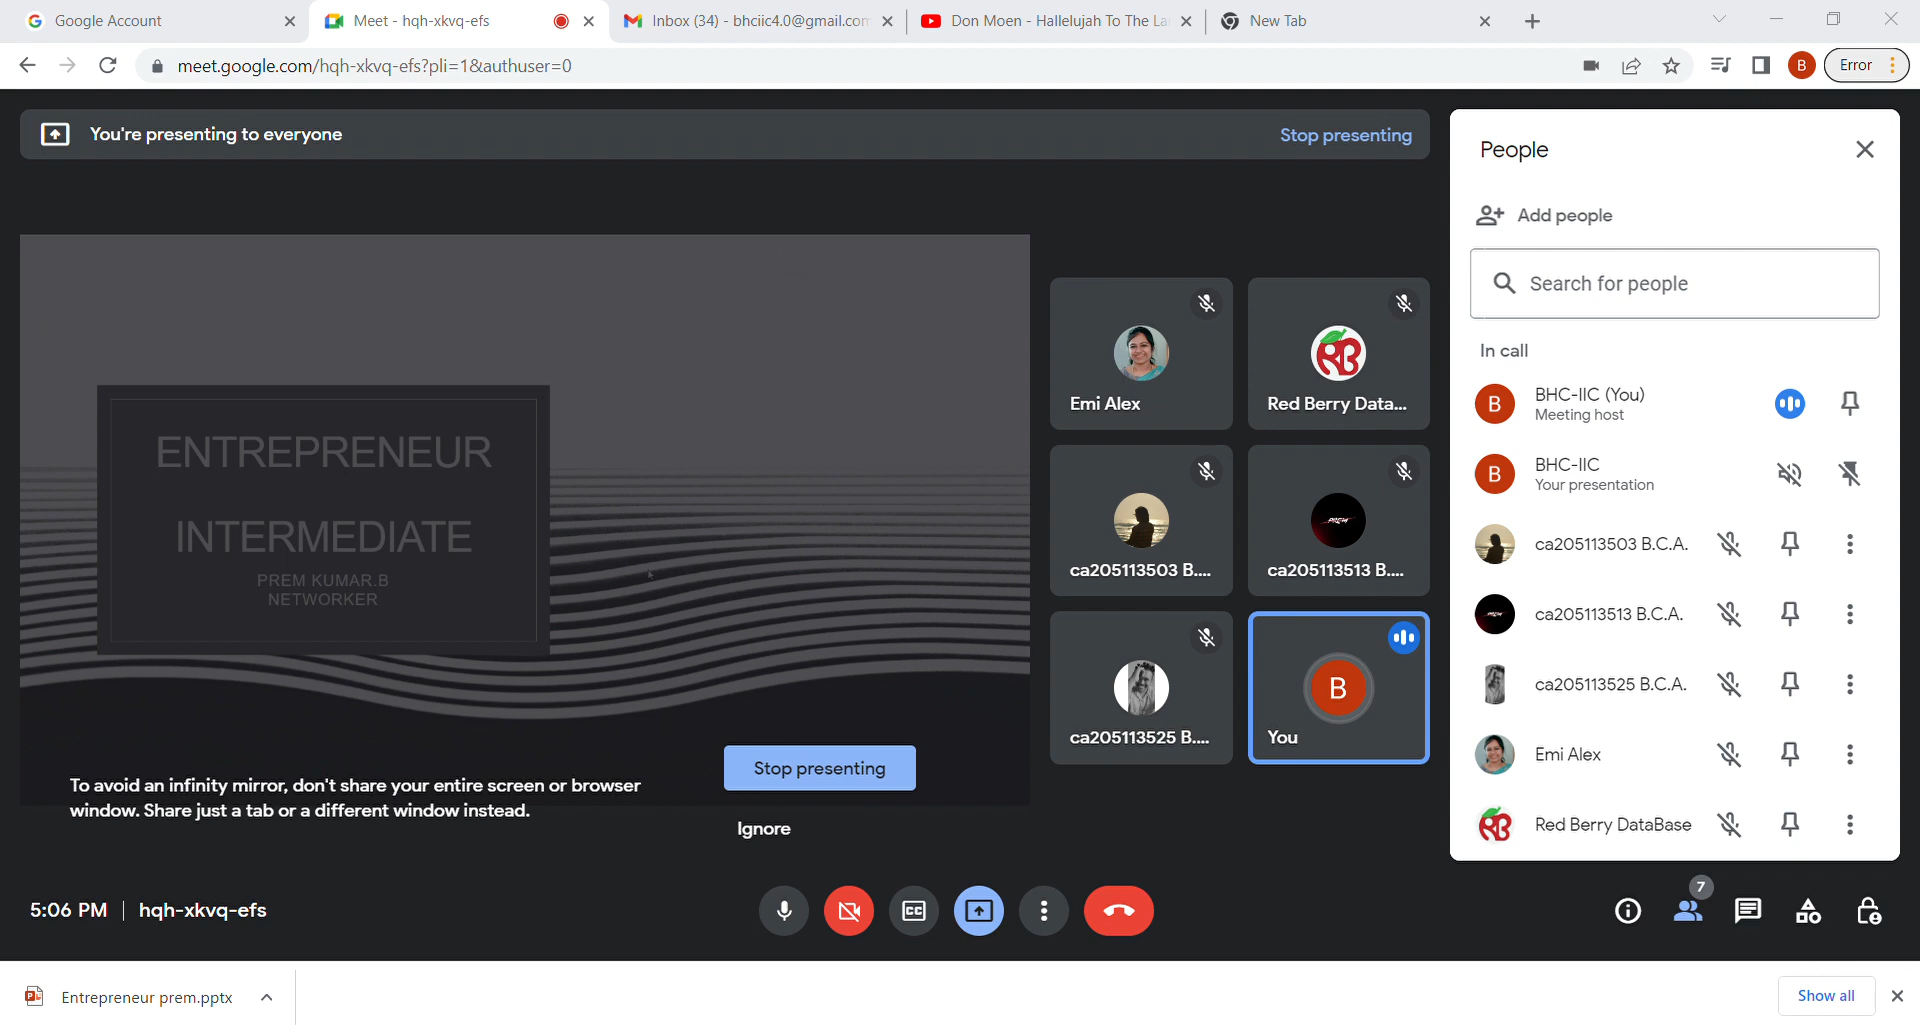 Google Account
Meet - hqh-xkvq-efs
Inbox (34) - bhciic4.0@gmail.com
Don Moen - Hallelujah To The La
New Tab
meet.google.com/hqh-xkvq-efs?pli=1&authuser=0
B
Error
You're presenting to everyone
Stop presenting
People
Add people
Search for people
In call
B
BHC-IIC (You)
Meeting host
B
BHC-IIC
Your presentation
ca205113503 B.C.A.
ca205113513 B.C.A.
ca205113525 B.C.A.
Emi Alex
Red Berry DataBase
ENTREPRENEUR
INTERMEDIATE
PREM KUMAR.B
NETWORKER
Emi Alex
RB
Red Berry Data...
ca205113503 B....
PREM
ca205113513 B....
ca205113525 B....
B
You
To avoid an infinity mirror, don't share your entire screen or browser
window. Share just a tab or a different window instead.
Stop presenting
Ignore
5:06 PM | hqh-xkvq-efs
CC
7
Entrepreneur prem.pptx
Show all